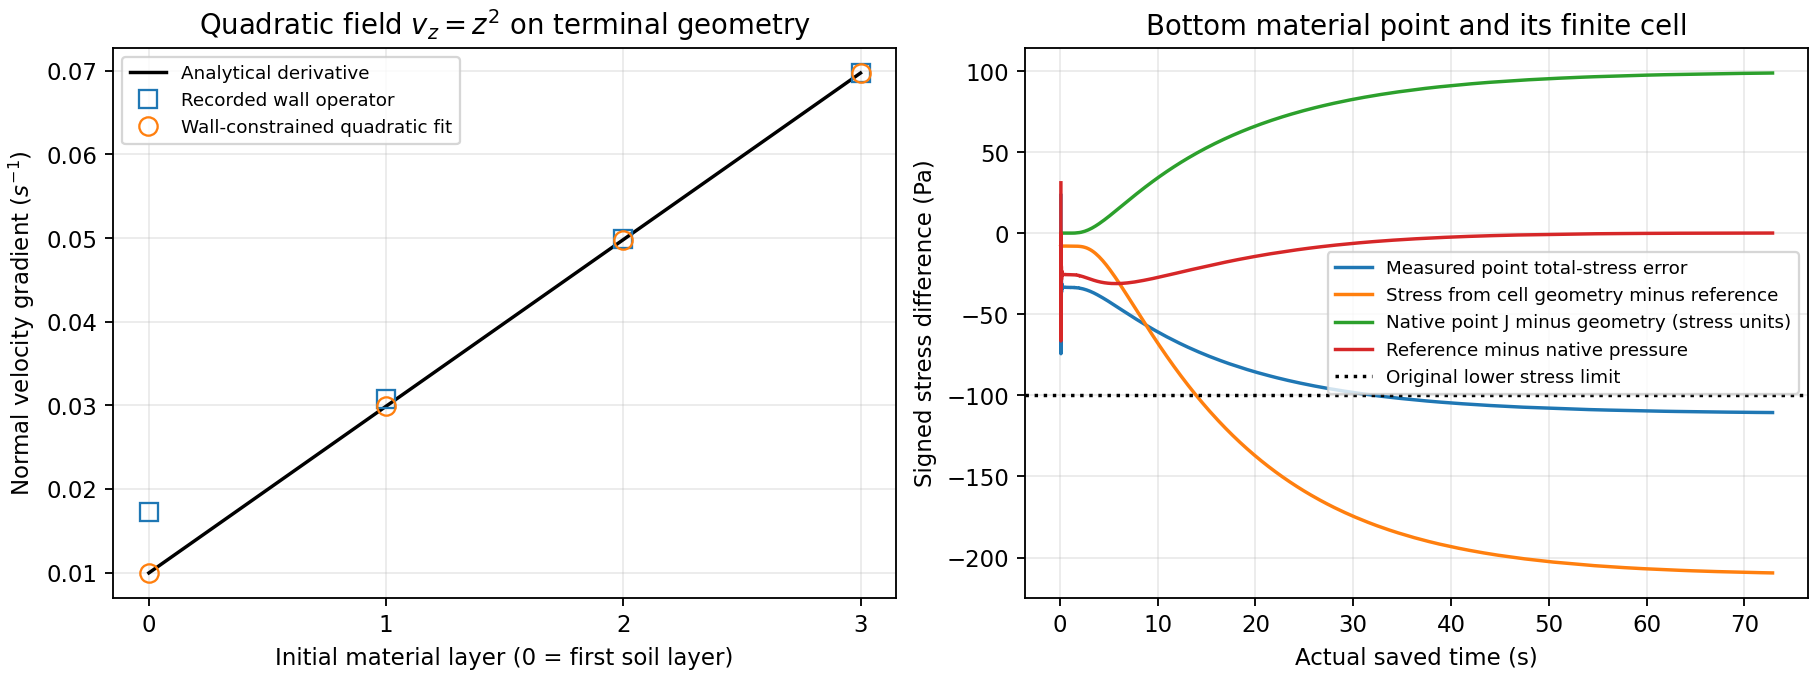 Quadratic field $v_z = z^2$ on terminal geometry
Analytical derivative
Recorded wall operator
Wall-constrained quadratic fit
Normal velocity gradient ($s^{-1}$)
0.07
0.06
0.05
0.04
0.03
0.02
0.01
0 1 2 3
Initial material layer (0 = first soil layer)
Bottom material point and its finite cell
Signed stress difference (Pa)
100
50
0
−50
−100
−150
−200
Measured point total-stress error
Stress from cell geometry minus reference
Native point J minus geometry (stress units)
Reference minus native pressure
Original lower stress limit
0 10 20 30 40 50 60 70
Actual saved time (s)